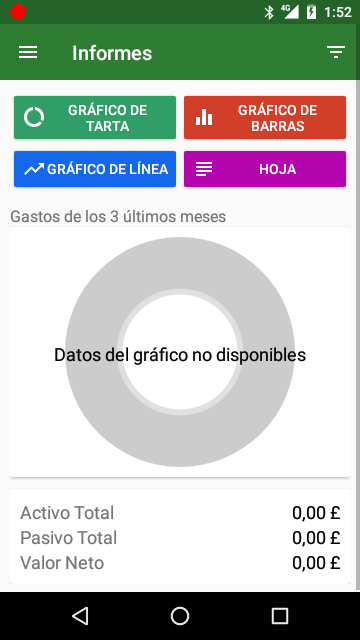 4G 1:52
Informes
GRÁFICO DE
TARTA
GRÁFICO DE
BARRAS
GRÁFICO DE LÍNEA
HOJA
Gastos de los 3 últimos meses
Datos del gráfico no disponibles
Activo Total 0,00 £
Pasivo Total 0,00 £
Valor Neto 0,00 £